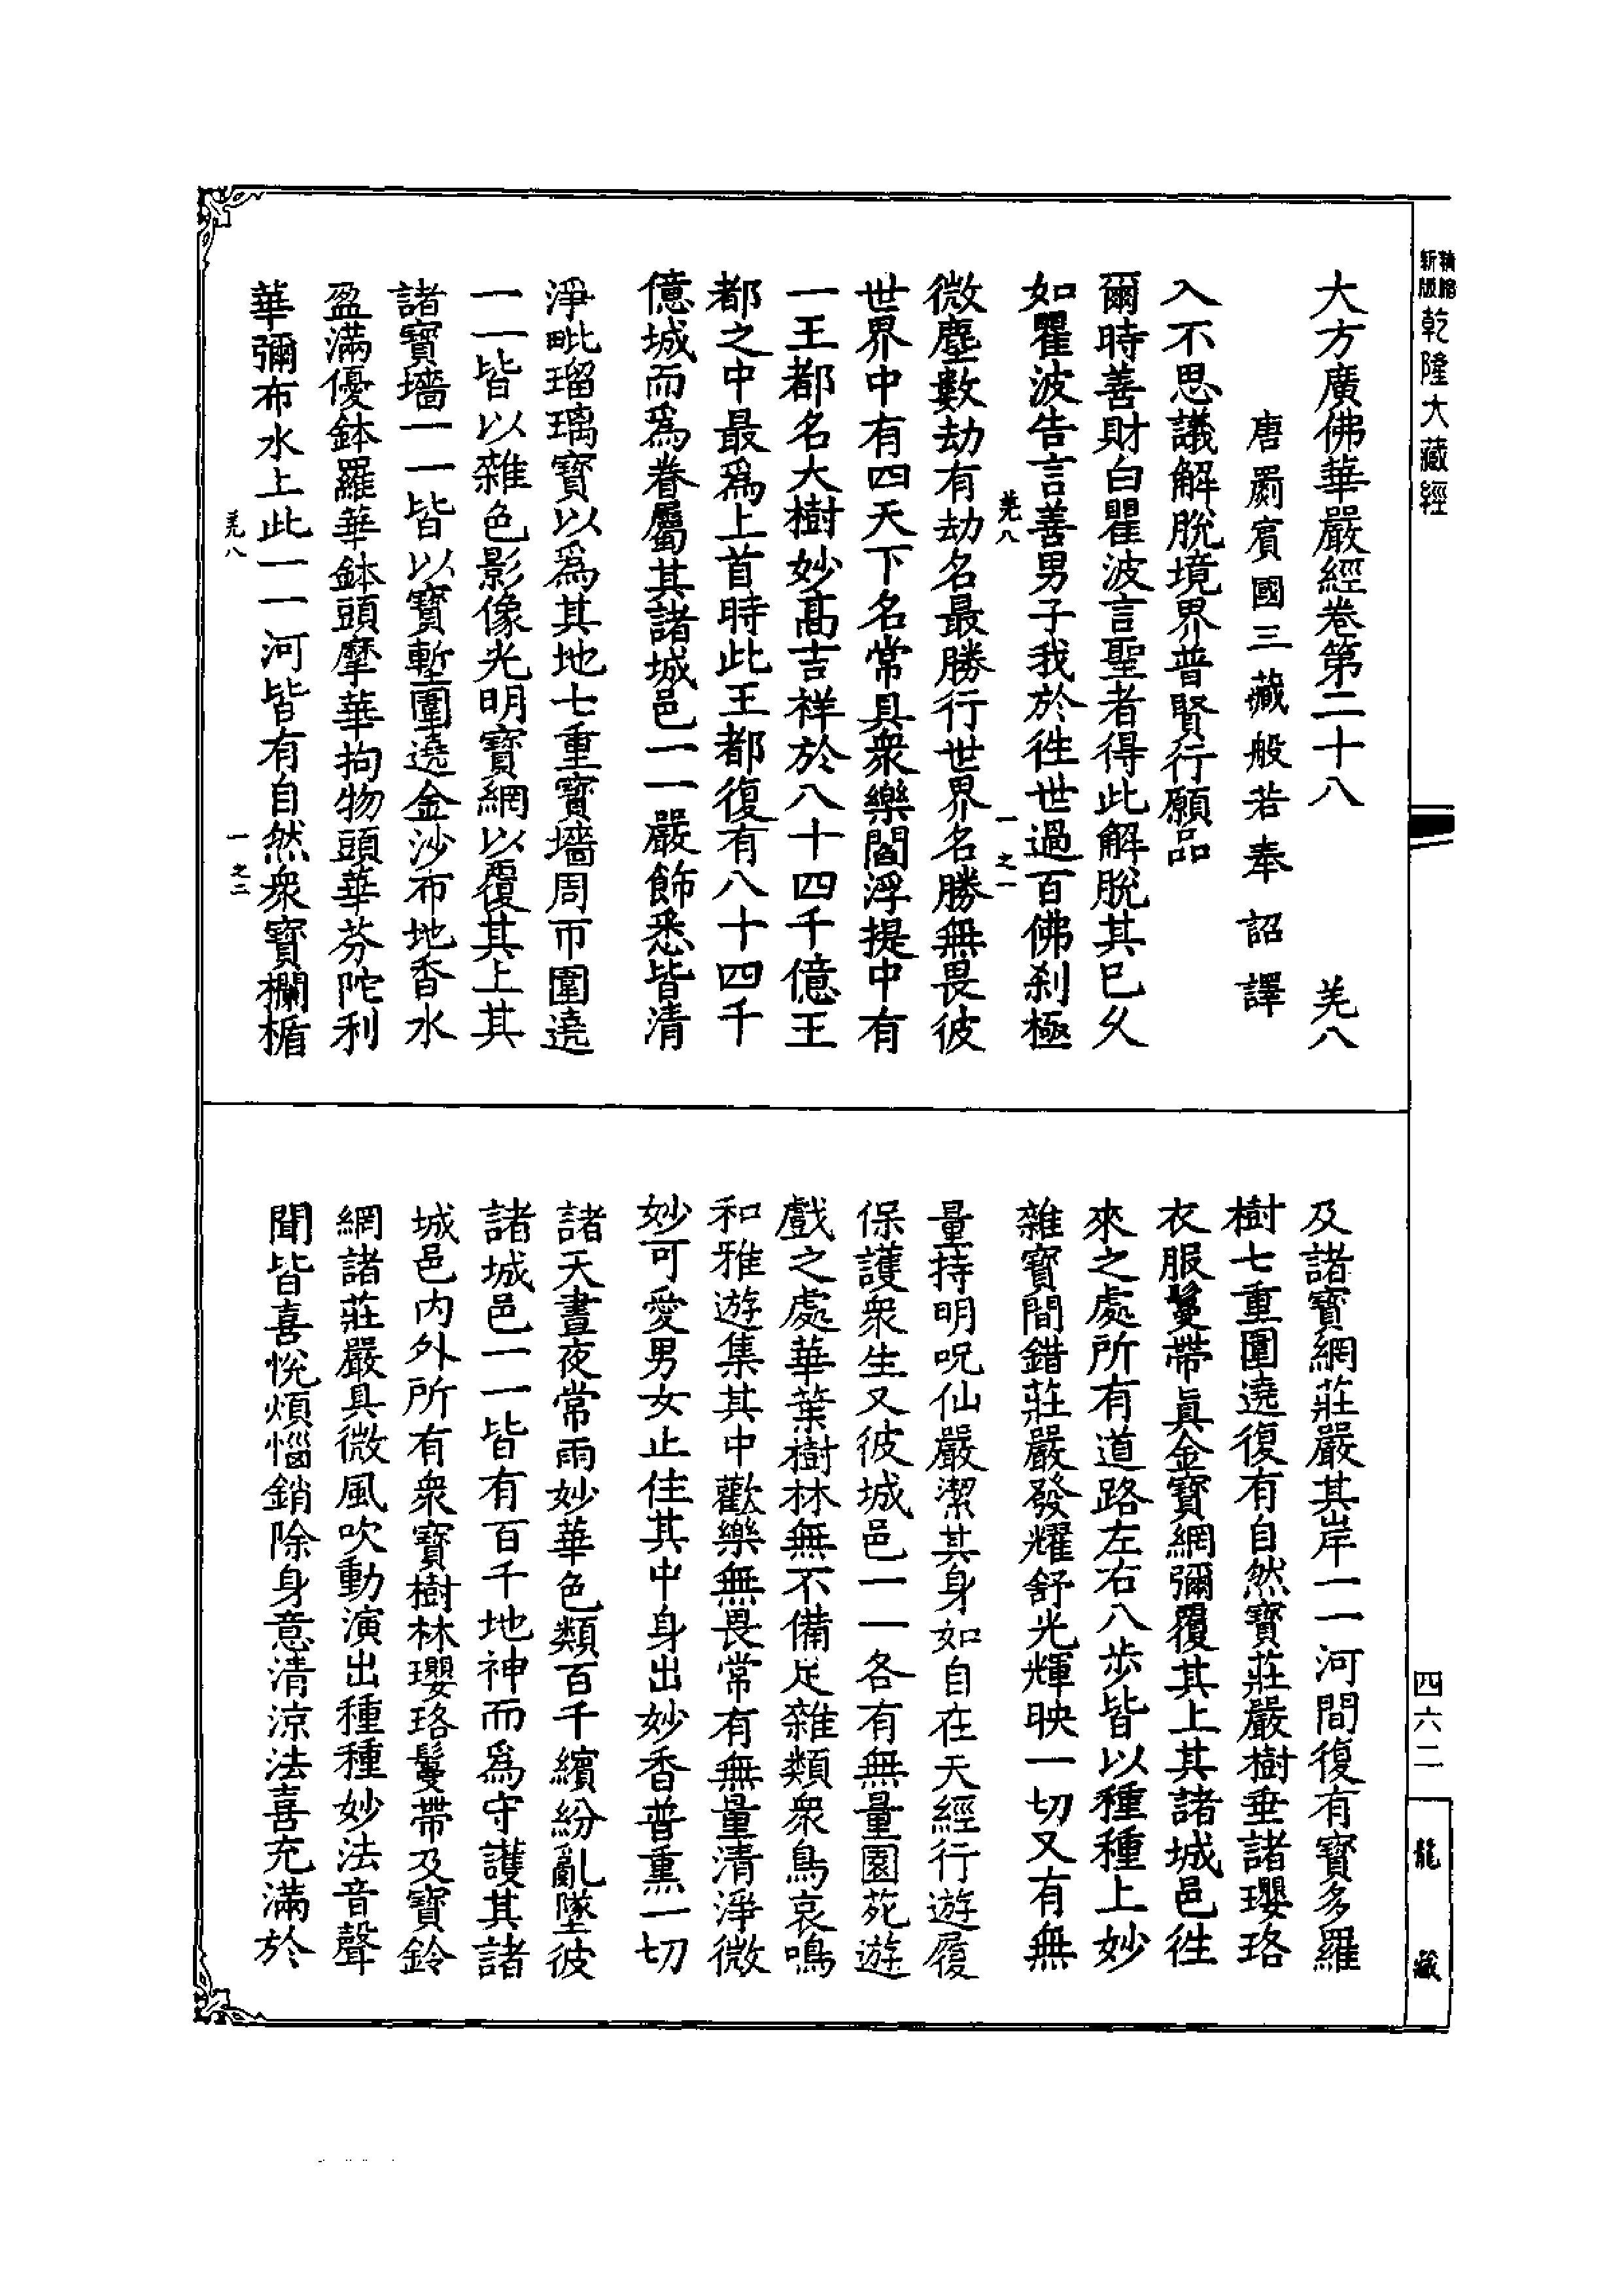 新版
精縮
乾隆大藏經
大方廣佛華嚴經卷第二十八　羌八
唐罽賓國三藏般若奉詔譯
入不思議解脫境界普賢行願品
爾時善財白瞿波言聖者得此解脫其已久
如瞿波告言善男子我於徃世過百佛刹極
羌八　一之一
微塵數劫有劫名最勝行世界名勝無畏彼
世界中有四天下名常具衆樂閻浮提中有
一王都名大樹妙高吉祥於八十四千億王
都之中最爲上首時此王都復有八十四千
億城而爲眷屬其諸城邑一一嚴飾悉皆清
淨毗瑠璃寶以爲其地七重寶墻周帀圍遶
一一皆以雜色影像光明寶網以覆其上其
諸寶墻一一皆以寶塹圍遶金沙布地香水
盈滿優鉢羅華鉢頭摩華拘物頭華芬陀利
華彌布水上此一一河皆有自然衆寶欄楯
羌八　一之二
及諸寶網莊嚴其岸一一河間復有寶多羅
樹七重圍遶復有自然寶莊嚴樹垂諸瓔珞
衣服鬘帶眞金寶網彌覆其上其諸城邑徃
來之處所有道路左右八步皆以種種上妙
雜寶間錯莊嚴發耀舒光輝映一切又有無
量持明呪仙嚴潔其身如自在天經行遊履
保護衆生又彼城邑一一各有無量園苑遊
戲之處華葉樹林無不備足雜類衆鳥哀鳴
和雅遊集其中歡樂無畏常有無量清淨微
妙可愛男女止住其中身出妙香普熏一切
諸天晝夜常雨妙華色類百千繽紛亂墜彼
諸城邑一一皆有百千地神而爲守護其諸
城邑内外所有衆寶樹林瓔珞鬘帶及寶鈴
網諸莊嚴具微風吹動演出種種妙法音聲
聞皆喜悅煩惱銷除身意清涼法喜充滿於
四六二
龍藏